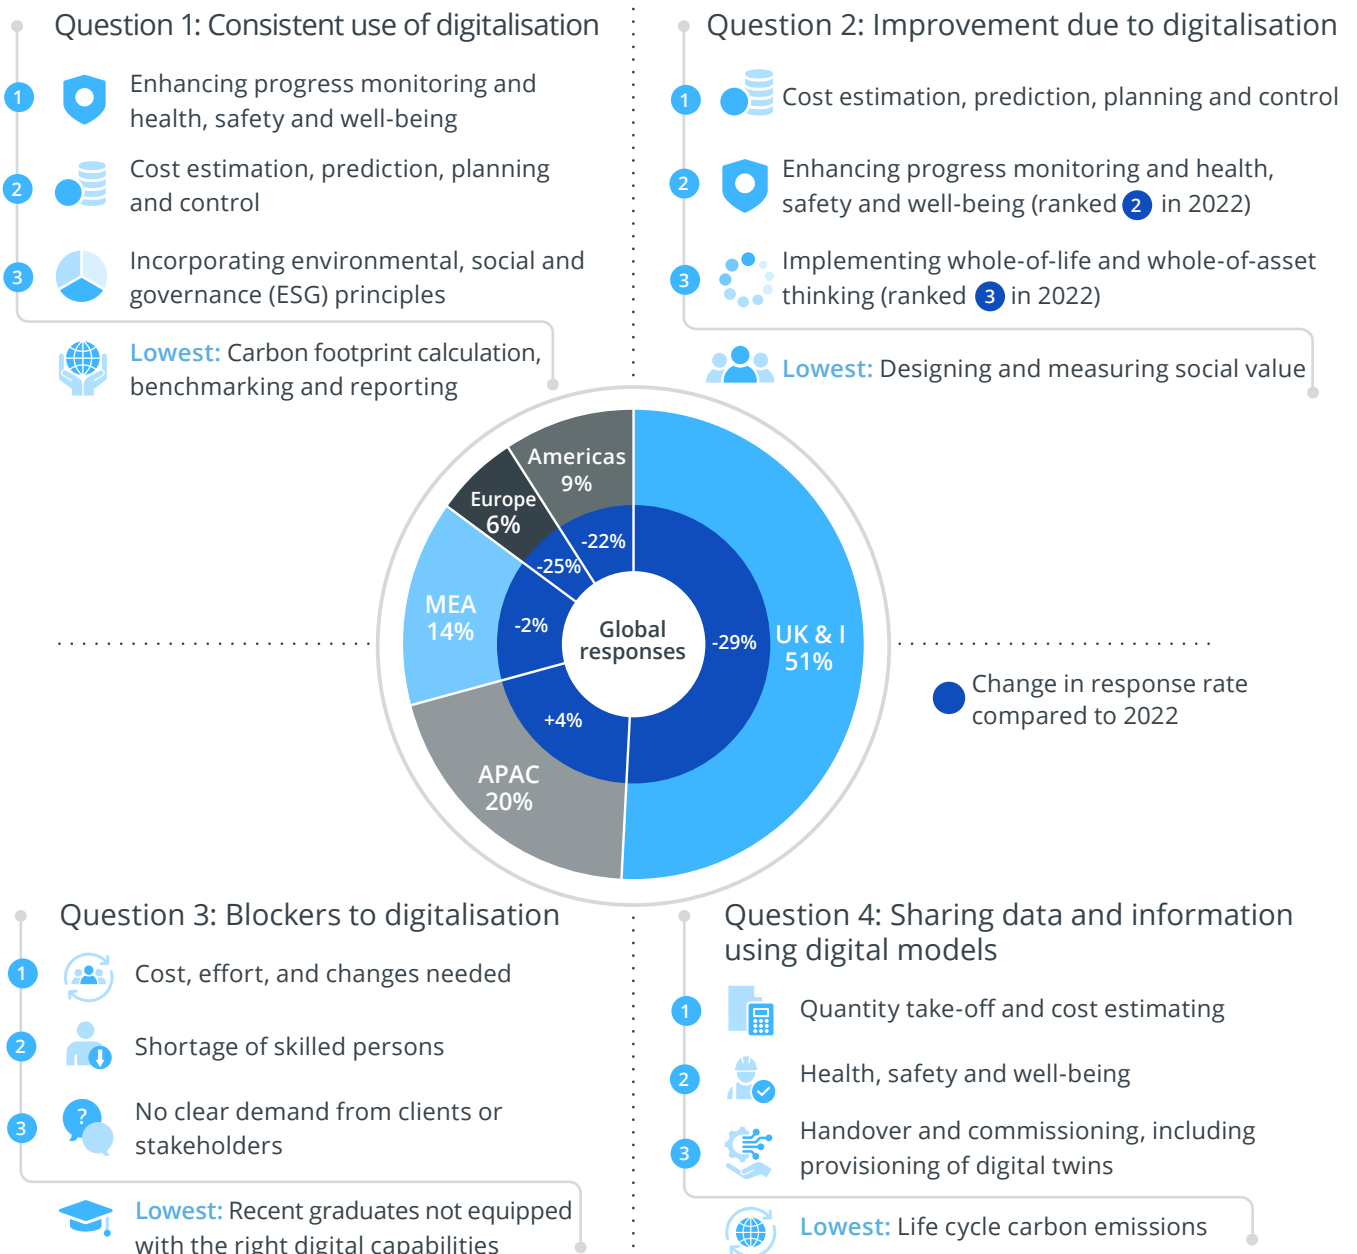 Question 1: Consistent use of digitalisation
1
Enhancing progress monitoring and
health, safety and well-being
2
Cost estimation, prediction, planning
and control
3
Incorporating environmental, social and
governance (ESG) principles
Lowest: Carbon footprint calculation,
benchmarking and reporting
Question 2: Improvement due to digitalisation
1
Cost estimation, prediction, planning and control
2
Enhancing progress monitoring and health,
safety and well-being (ranked 2 in 2022)
3
Implementing whole-of-life and whole-of-asset
thinking (ranked 3 in 2022)
Lowest: Designing and measuring social value
Americas
9%
-22%
Europe
6%
-25%
MEA
14%
-2%
Global
responses
-29%
UK & I
51%
+4%
APAC
20%
Change in response rate
compared to 2022
Question 3: Blockers to digitalisation
1
Cost, effort, and changes needed
2
Shortage of skilled persons
3
?
No clear demand from clients or
stakeholders
Lowest: Recent graduates not equipped
with the right digital capabilities
Question 4: Sharing data and information
using digital models
1
Quantity take-off and cost estimating
2
Health, safety and well-being
3
Handover and commissioning, including
provisioning of digital twins
Lowest: Life cycle carbon emissions